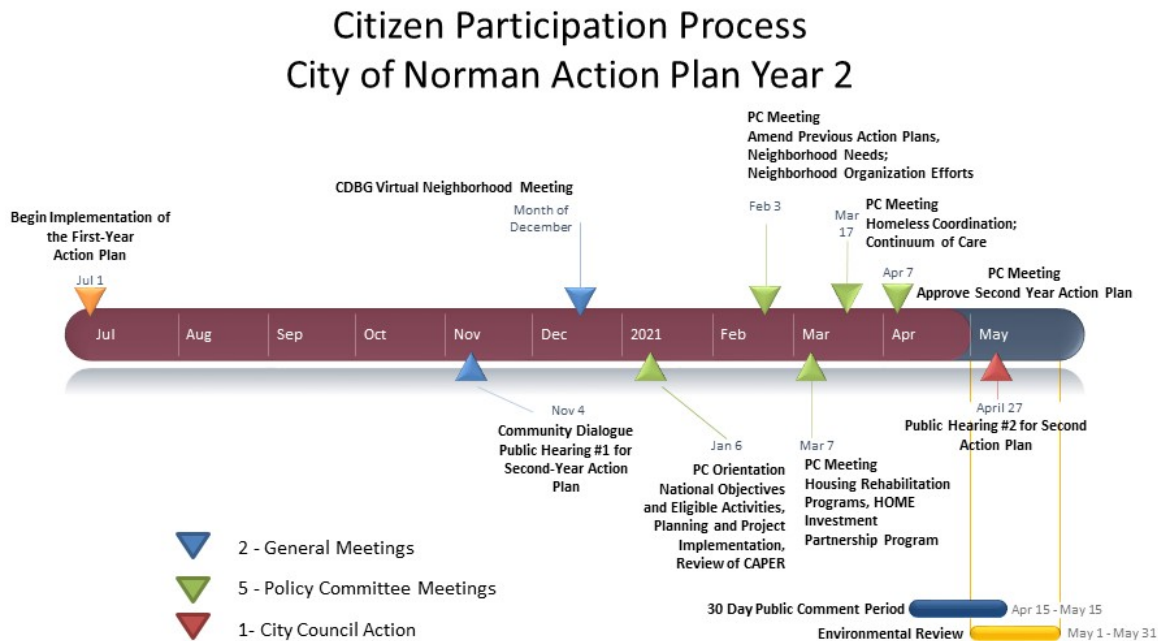 Citizen Participation Process
City of Norman Action Plan Year 2
PC Meeting
Amend Previous Action Plans,
Neighborhood Needs;
Neighborhood Organization Efforts
CDBG Virtual Neighborhood Meeting
Month of
December
Feb 3
Begin Implementation of
the First-Year
Action Plan
Jul 1
Mar
17
PC Meeting
Homeless Coordination;
Continuum of Care
Apr 7
PC Meeting
Approve Second Year Action Plan
Jul
Aug
Sep
Oct
Nov
Dec
2021
Feb
Mar
Apr
May
Nov 4
Community Dialogue
Public Hearing #1 for
Second-Year Action
Plan
Jan 6
PC Orientation
National Objectives
and Eligible Activities,
Planning and Project
Implementation,
Review of CAPER
Mar 7
PC Meeting
Housing Rehabilitation
Programs, HOME
Investment
Partnership Program
April 27
Public Hearing #2 for Second
Action Plan
2 - General Meetings
5 - Policy Committee Meetings
1- City Council Action
30 Day Public Comment Period
Apr 15 - May 15
Environmental Review
May 1 - May 31